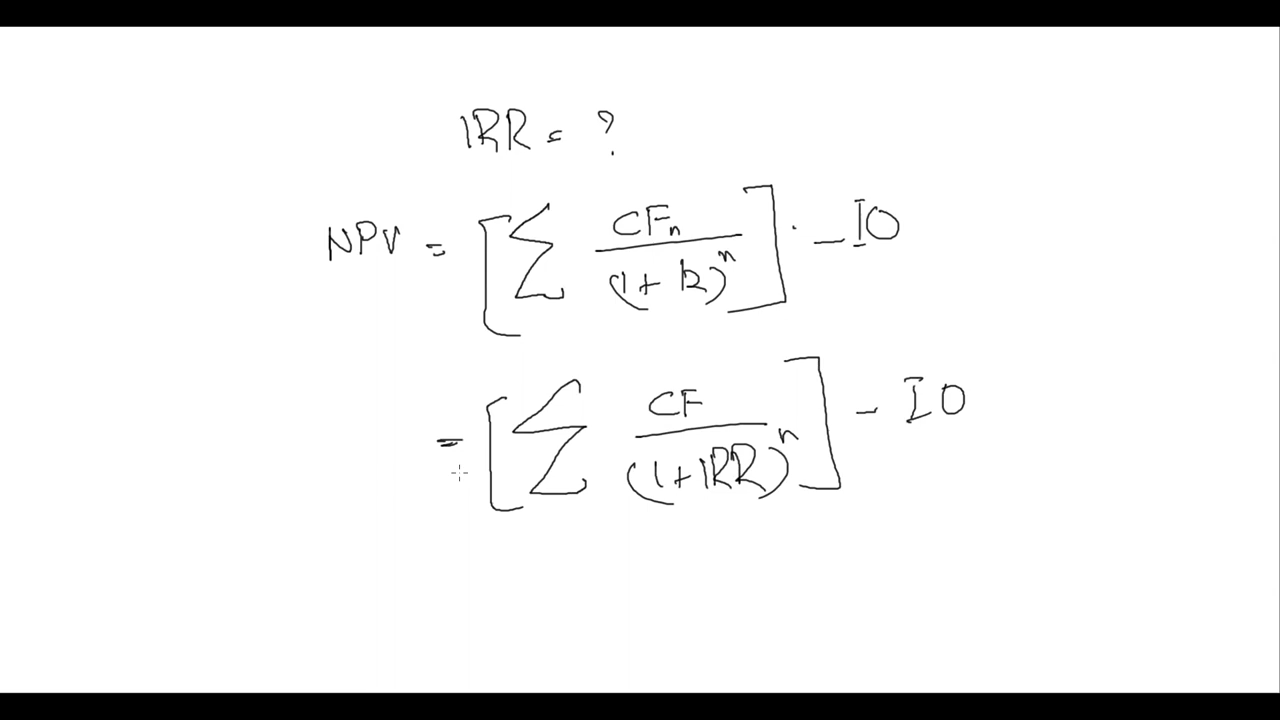 IRR = ?
NPV = [∑ CFn / (1 + R)^n] - IO
= [∑ CF / (1 + IRR)^n] - IO